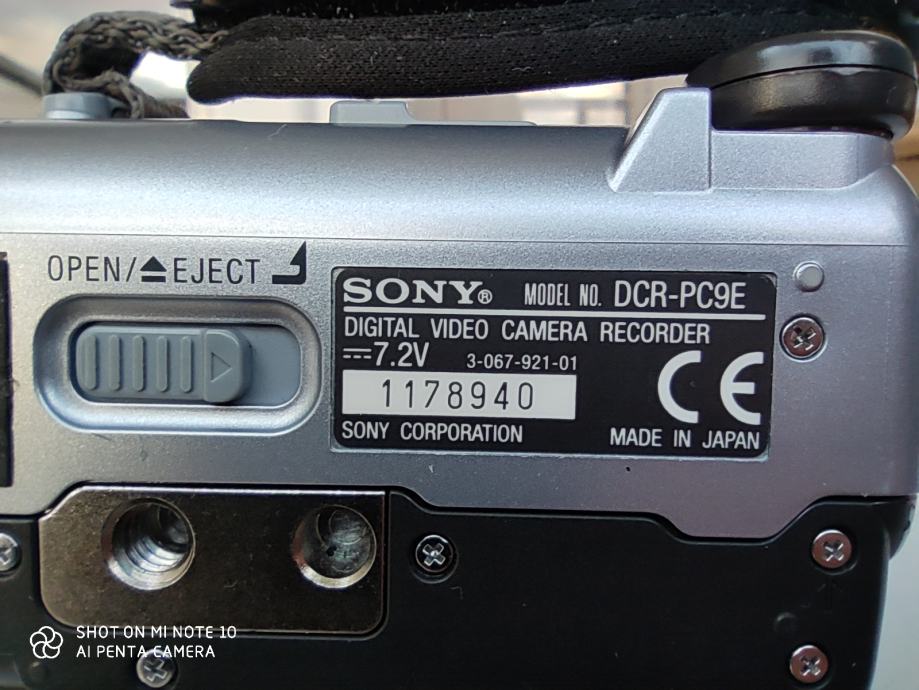 OPEN/⏏EJECT
SONY® MODEL NO. DCR-PC9E
DIGITAL VIDEO CAMERA RECORDER
⎓7.2V 3-067-921-01
1178940
CE
SONY CORPORATION MADE IN JAPAN
SHOT ON MI NOTE 10
AI PENTA CAMERA